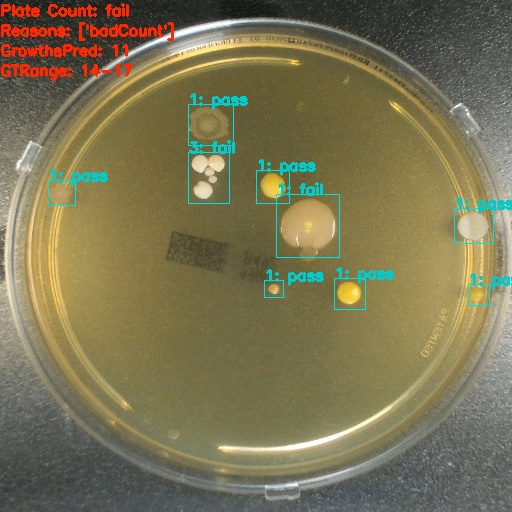 Plate Count: fail
Reasons: ['badCount']
GrowthsPred: 11
GTRange: 14-17
1: pass
3: fail
1: pass
1: pass
1: fail
1: pass
1: pass
1: pass
1: pas